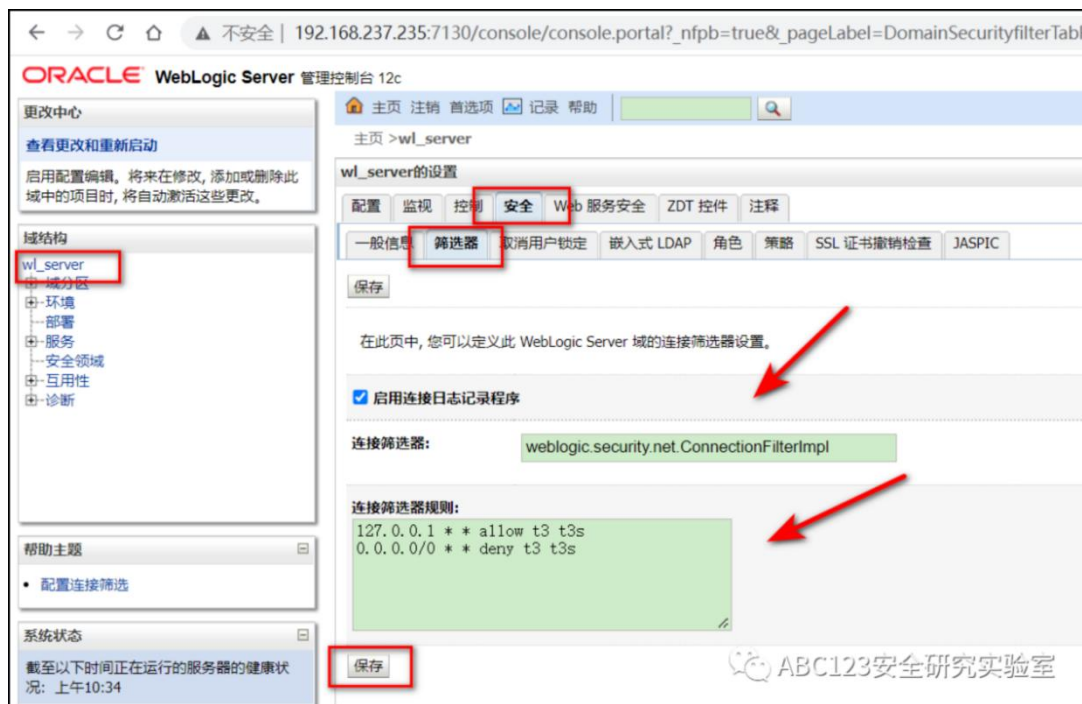 不安全 | 192.168.237.235:7130/console/console.portal?_nfpb=true&_pageLabel=DomainSecurityfilterTabl
ORACLE WebLogic Server 管理控制台 12c
更改中心
查看更改和重新启动
启用配置编辑。将来在修改, 添加或删除此
域中的项目时, 将自动激活这些更改。
域结构
wl_server
域分区
环境
部署
服务
安全领域
互用性
诊断
帮助主题
配置连接筛选
系统状态
截至以下时间正在运行的服务器的健康状
况: 上午10:34
主页 注销 首选项 记录 帮助
主页 >wl_server
wl_server的设置
配置 监视 控制 安全 Web 服务安全 ZDT 控件 注释
一般信息 筛选器 取消用户锁定 嵌入式 LDAP 角色 策略 SSL 证书撤销检查 JASPIC
保存
在此页中, 您可以定义此 WebLogic Server 域的连接筛选器设置。
启用连接日志记录程序
连接筛选器: weblogic.security.net.ConnectionFilterImpl
连接筛选器规则:
127.0.0.1 * * allow t3 t3s
0.0.0.0/0 * * deny t3 t3s
保存
ABC123安全研究实验室